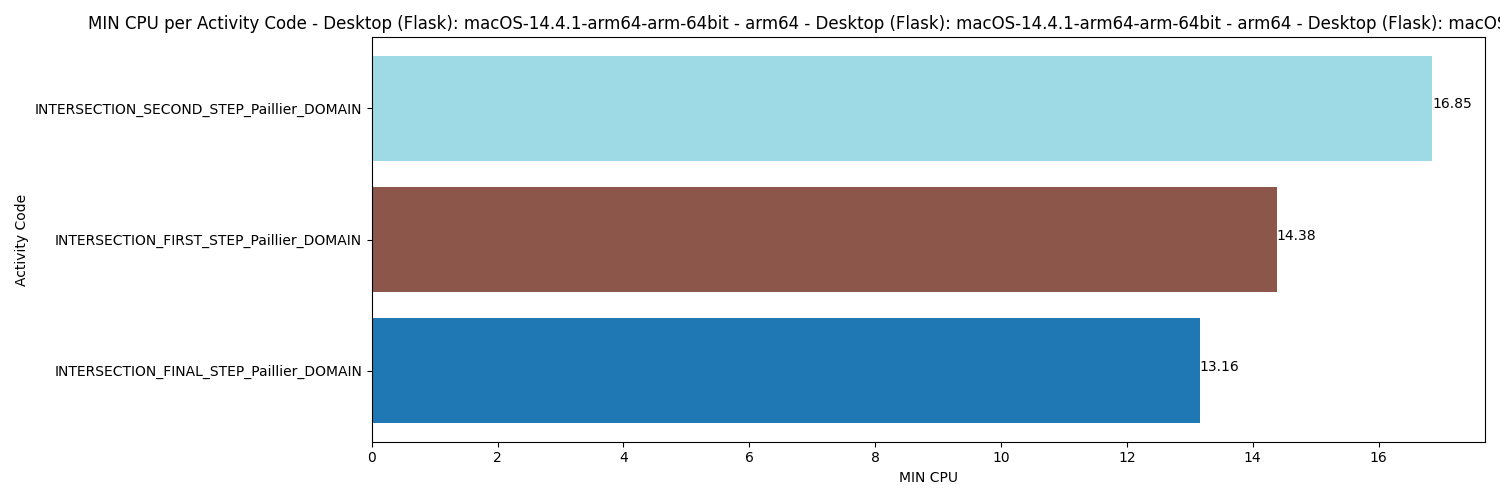 MIN CPU per Activity Code - Desktop (Flask): macOS-14.4.1-arm64-arm-64bit - arm64 - Desktop (Flask): macOS-14.4.1-arm64-arm-64bit - arm64 - Desktop (Flask): macOS
INTERSECTION_SECOND_STEP_Paillier_DOMAIN
16.85
INTERSECTION_FIRST_STEP_Paillier_DOMAIN
14.38
INTERSECTION_FINAL_STEP_Paillier_DOMAIN
13.16
Activity Code
0 2 4 6 8 10 12 14 16
MIN CPU